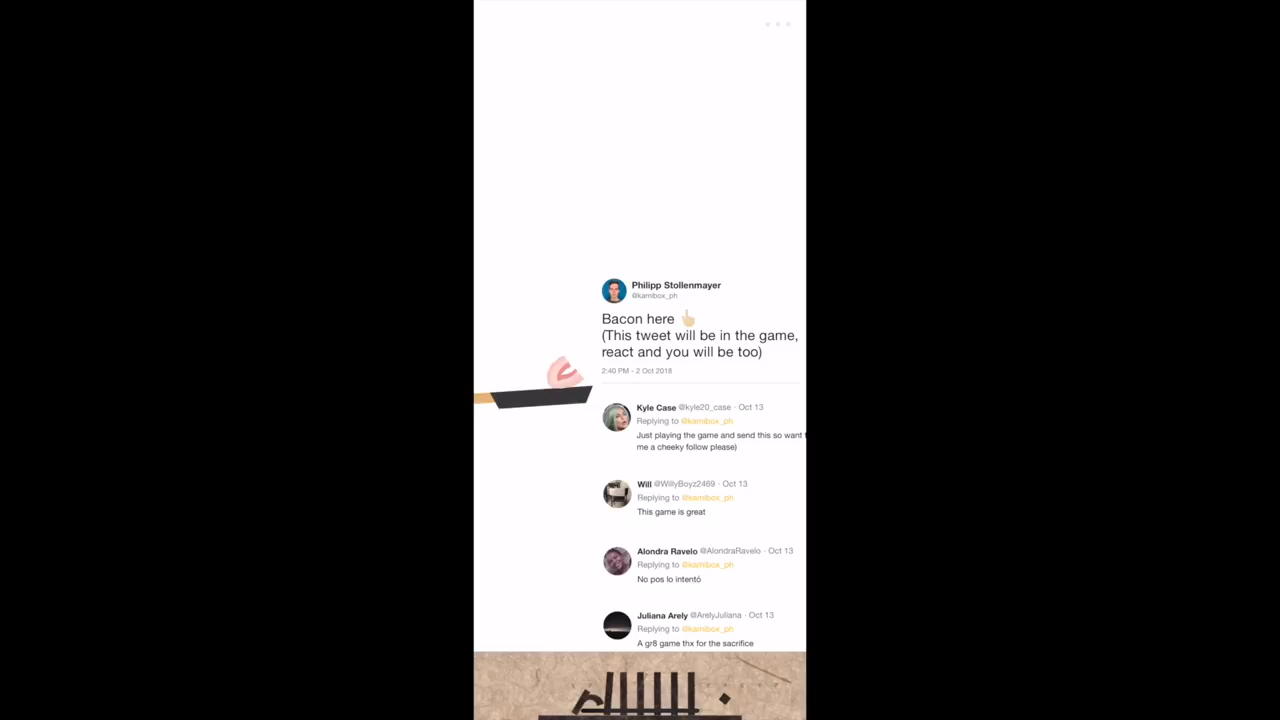 Philipp Stollenmayer
@kamibox_ph
Bacon here 👆🏼
(This tweet will be in the game,
react and you will be too)
2:40 PM - 2 Oct 2018
Kyle Case @kyle20_case · Oct 13
Replying to @kamibox_ph
Just playing the game and send this so want
me a cheeky follow please)
Will @WillyBoyz2469 · Oct 13
Replying to @kamibox_ph
This game is great
Alondra Ravelo @AlondraRavelo · Oct 13
Replying to @kamibox_ph
No pos lo intentó
Juliana Arely @ArelyJuliana · Oct 13
Replying to @kamibox_ph
A gr8 game thx for the sacrifice